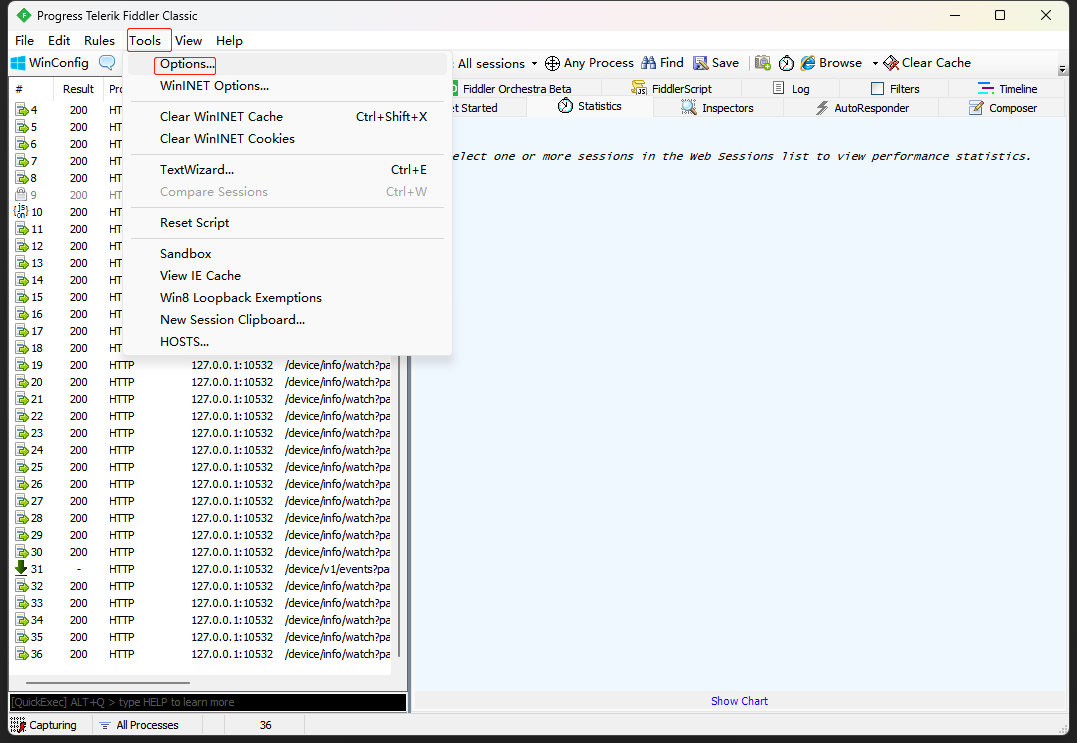 Progress Telerik Fiddler Classic
File Edit Rules Tools View Help
WinConfig All sessions Any Process Find Save Browse Clear Cache
Options...
WinINET Options...
Clear WinINET Cache Ctrl+Shift+X
Clear WinINET Cookies
TextWizard... Ctrl+E
Compare Sessions Ctrl+W
Reset Script
Sandbox
View IE Cache
Win8 Loopback Exemptions
New Session Clipboard...
HOSTS...
Fiddler Orchestra Beta FiddlerScript Log Filters Timeline
Started Statistics Inspectors AutoResponder Composer
elect one or more sessions in the Web Sessions list to view performance statistics.
# Result
4 200 HT
5 200 HT
6 200 HT
7 200 HT
8 200 HT
9 200 HT
10 200 HT
11 200 HT
12 200 HT
13 200 HT
14 200 HT
15 200 HT
16 200 HT
17 200 HT
18 200 HT
19 200 HTTP 127.0.0.1:10532 /device/info/watch?pa
20 200 HTTP 127.0.0.1:10532 /device/info/watch?pa
21 200 HTTP 127.0.0.1:10532 /device/info/watch?pa
22 200 HTTP 127.0.0.1:10532 /device/info/watch?pa
23 200 HTTP 127.0.0.1:10532 /device/info/watch?pa
24 200 HTTP 127.0.0.1:10532 /device/info/watch?pa
25 200 HTTP 127.0.0.1:10532 /device/info/watch?pa
26 200 HTTP 127.0.0.1:10532 /device/info/watch?pa
27 200 HTTP 127.0.0.1:10532 /device/info/watch?pa
28 200 HTTP 127.0.0.1:10532 /device/info/watch?pa
29 200 HTTP 127.0.0.1:10532 /device/info/watch?pa
30 200 HTTP 127.0.0.1:10532 /device/info/watch?pa
31 - HTTP 127.0.0.1:10532 /device/v1/events?pa
32 200 HTTP 127.0.0.1:10532 /device/info/watch?pa
33 200 HTTP 127.0.0.1:10532 /device/info/watch?pa
34 200 HTTP 127.0.0.1:10532 /device/info/watch?pa
35 200 HTTP 127.0.0.1:10532 /device/info/watch?pa
36 200 HTTP 127.0.0.1:10532 /device/info/watch?pa
[QuickExec] ALT+Q > type HELP to learn more
Show Chart
Capturing All Processes 36